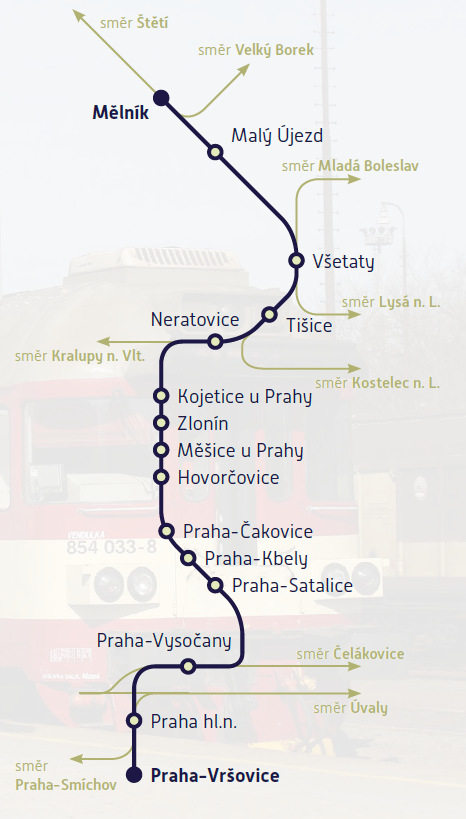 směr Štětí
směr Velký Borek
Mělník
Malý Újezd
směr Mladá Boleslav
Všetaty
směr Lysá n. L.
Neratovice
Tišice
směr Kralupy n. Vlt.
směr Kostelec n. L.
Kojetice u Prahy
Zlonín
Měšice u Prahy
Hovorčovice
Praha-Čakovice
854 033-8
Praha-Kbely
Praha-Satalice
Praha-Vysočany
směr Čelákovice
směr Úvaly
Praha hl.n.
směr
Praha-Smíchov
Praha-Vršovice